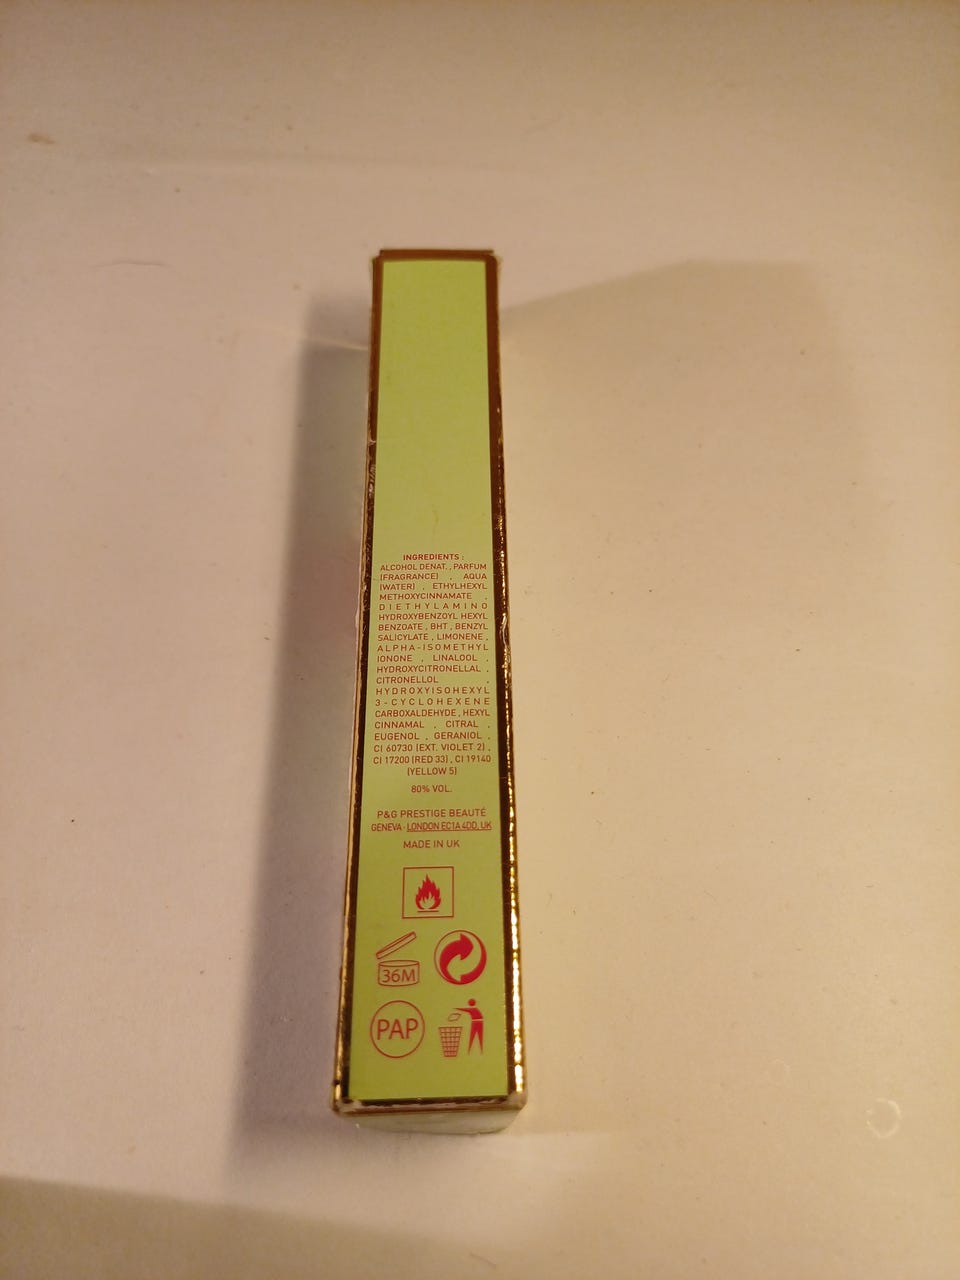 INGREDIENTS :
ALCOHOL DENAT. , PARFUM
(FRAGRANCE) , AQUA
(WATER) , ETHYLHEXYL
METHOXYCINNAMATE ,
DIETHYLAMINO
HYDROXYBENZOYL HEXYL
BENZOATE , BHT , BENZYL
SALICYLATE , LIMONENE ,
ALPHA-ISOMETHYL
IONONE , LINALOOL ,
HYDROXYCITRONELLAL ,
CITRONELLOL ,
HYDROXYISOHEXYL
3-CYCLOHEXENE
CARBOXALDEHYDE , HEXYL
CINNAMAL , CITRAL ,
EUGENOL , GERANIOL ,
CI 60730 (EXT. VIOLET 2) ,
CI 17200 (RED 33) , CI 19140
(YELLOW 5)
80% VOL.
P&G PRESTIGE BEAUTÉ
GENEVA - LONDON EC1A 4DD, UK
MADE IN UK
36M
PAP